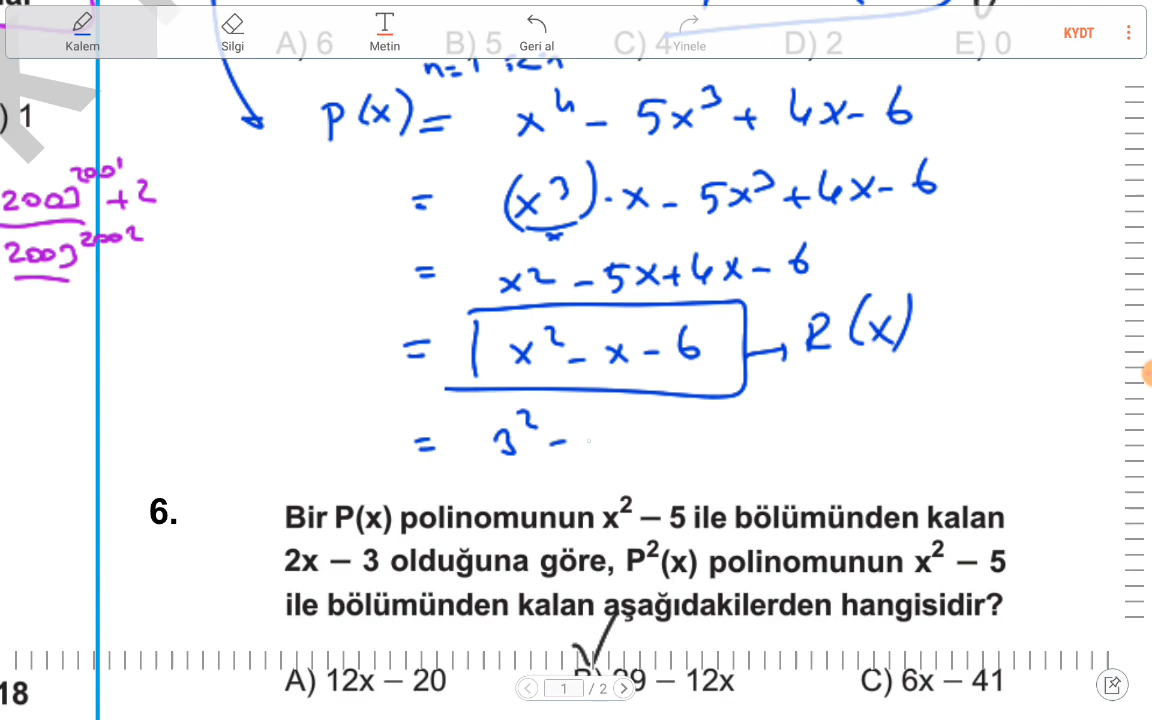 Kalem
Silgi
Metin
Geri al
Yinele
KYDT
A) 6 B) 5 C) 4 D) 2 E) 0
) 1
P(x) = x⁴ - 5x³ + 4x - 6
= (x³)·x - 5x³ + 4x - 6
= x² - 5x + 4x - 6
= x² - x - 6 → R(x)
= 3² -
2003²⁰⁰¹ + 2
2003²⁰⁰²
6.
Bir P(x) polinomunun x² – 5 ile bölümünden kalan
2x – 3 olduğuna göre, P²(x) polinomunun x² – 5
ile bölümünden kalan aşağıdakilerden hangisidir?
A) 12x – 20 9 – 12x C) 6x – 41
1 / 2
18